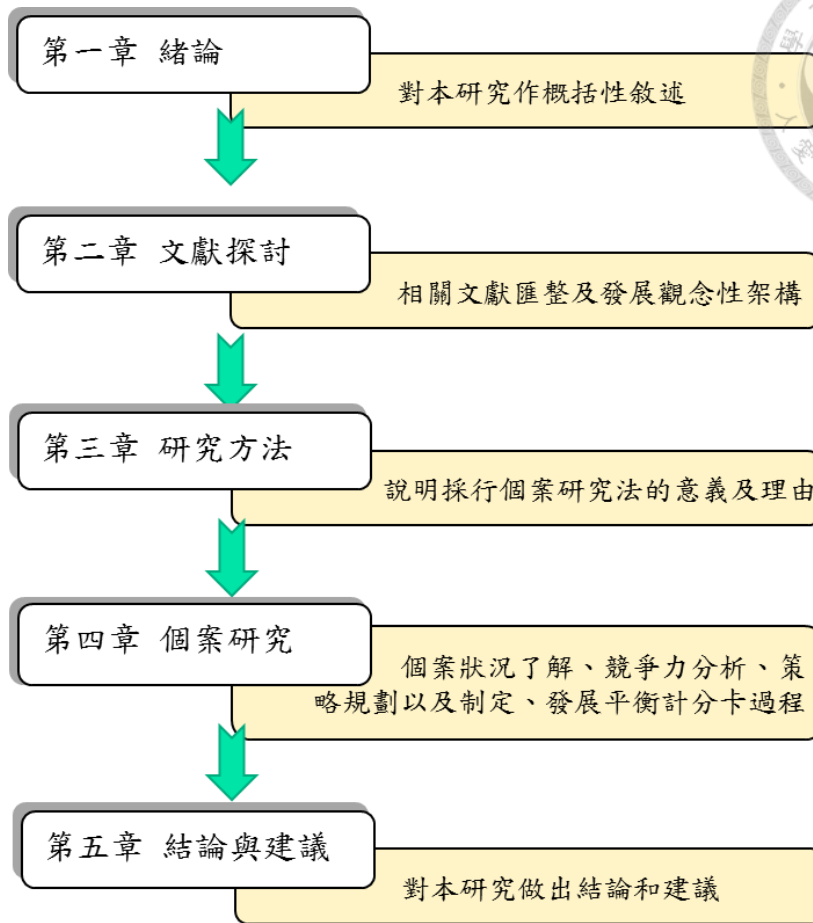 第一章 緒論
對本研究作概括性敘述
第二章 文獻探討
相關文獻匯整及發展觀念性架構
第三章 研究方法
說明採行個案研究法的意義及理由
第四章 個案研究
個案狀況了解、競爭力分析、策
略規劃以及制定、發展平衡計分卡過程
第五章 結論與建議
對本研究做出結論和建議